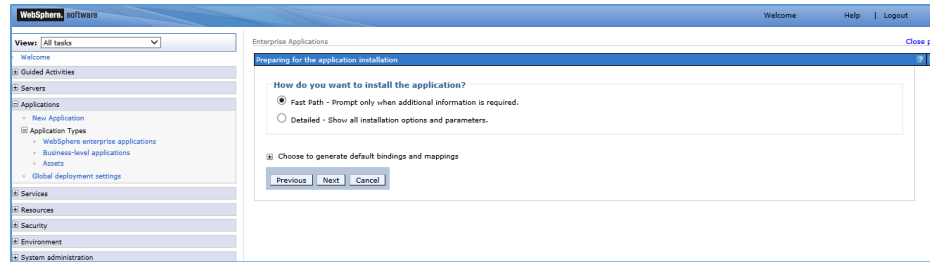 WebSphere. software
Welcome Help | Logout
View: All tasks
Welcome
Guided Activities
Servers
Applications
New Application
Application Types
WebSphere enterprise applications
Business-level applications
Assets
Global deployment settings
Services
Resources
Security
Environment
System administration
Enterprise Applications
Close p
Preparing for the application installation ?
How do you want to install the application?
Fast Path - Prompt only when additional information is required.
Detailed - Show all installation options and parameters.
Choose to generate default bindings and mappings
Previous Next Cancel